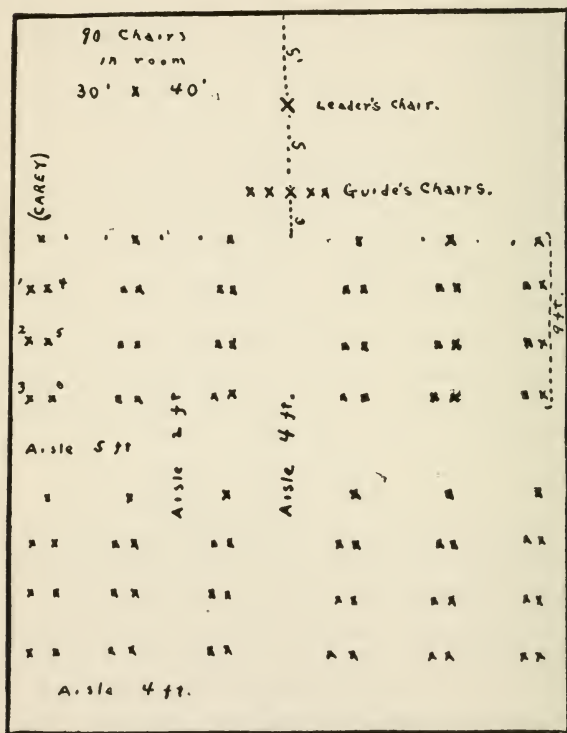 90 Chairs
in room
30' x 40'
5'
Leader's Chair.
5
Guide's Chairs.
(CAREY)
6
1 4
2 5
3 6
9 ft.
Aisle 2 ft
Aisle 4 ft.
Aisle 5 ft
Aisle 4 ft.